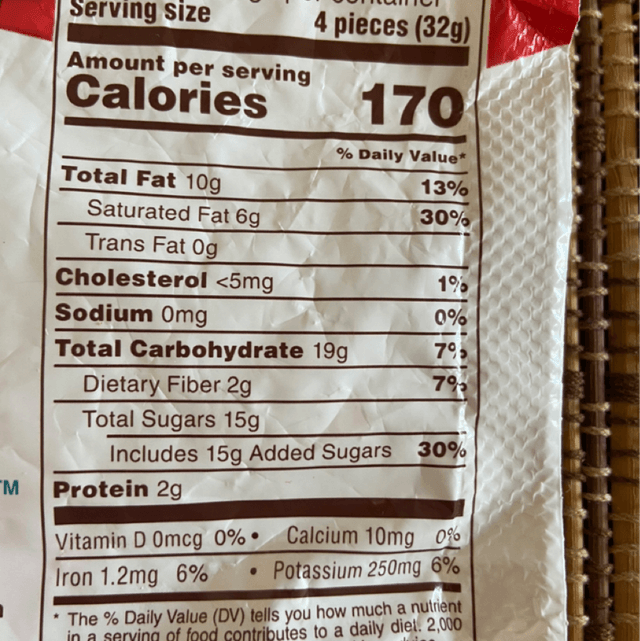 Serving size
4 pieces (32g)
Amount per serving
Calories 170
% Daily Value*
Total Fat 10g 13%
Saturated Fat 6g 30%
Trans Fat 0g
Cholesterol <5mg 1%
Sodium 0mg 0%
Total Carbohydrate 19g 7%
Dietary Fiber 2g 7%
Total Sugars 15g
Includes 15g Added Sugars 30%
Protein 2g
TM
Vitamin D 0mcg 0% • Calcium 10mg 0%
Iron 1.2mg 6% • Potassium 250mg 6%
* The % Daily Value (DV) tells you how much a nutrient
in a serving of food contributes to a daily diet. 2,000